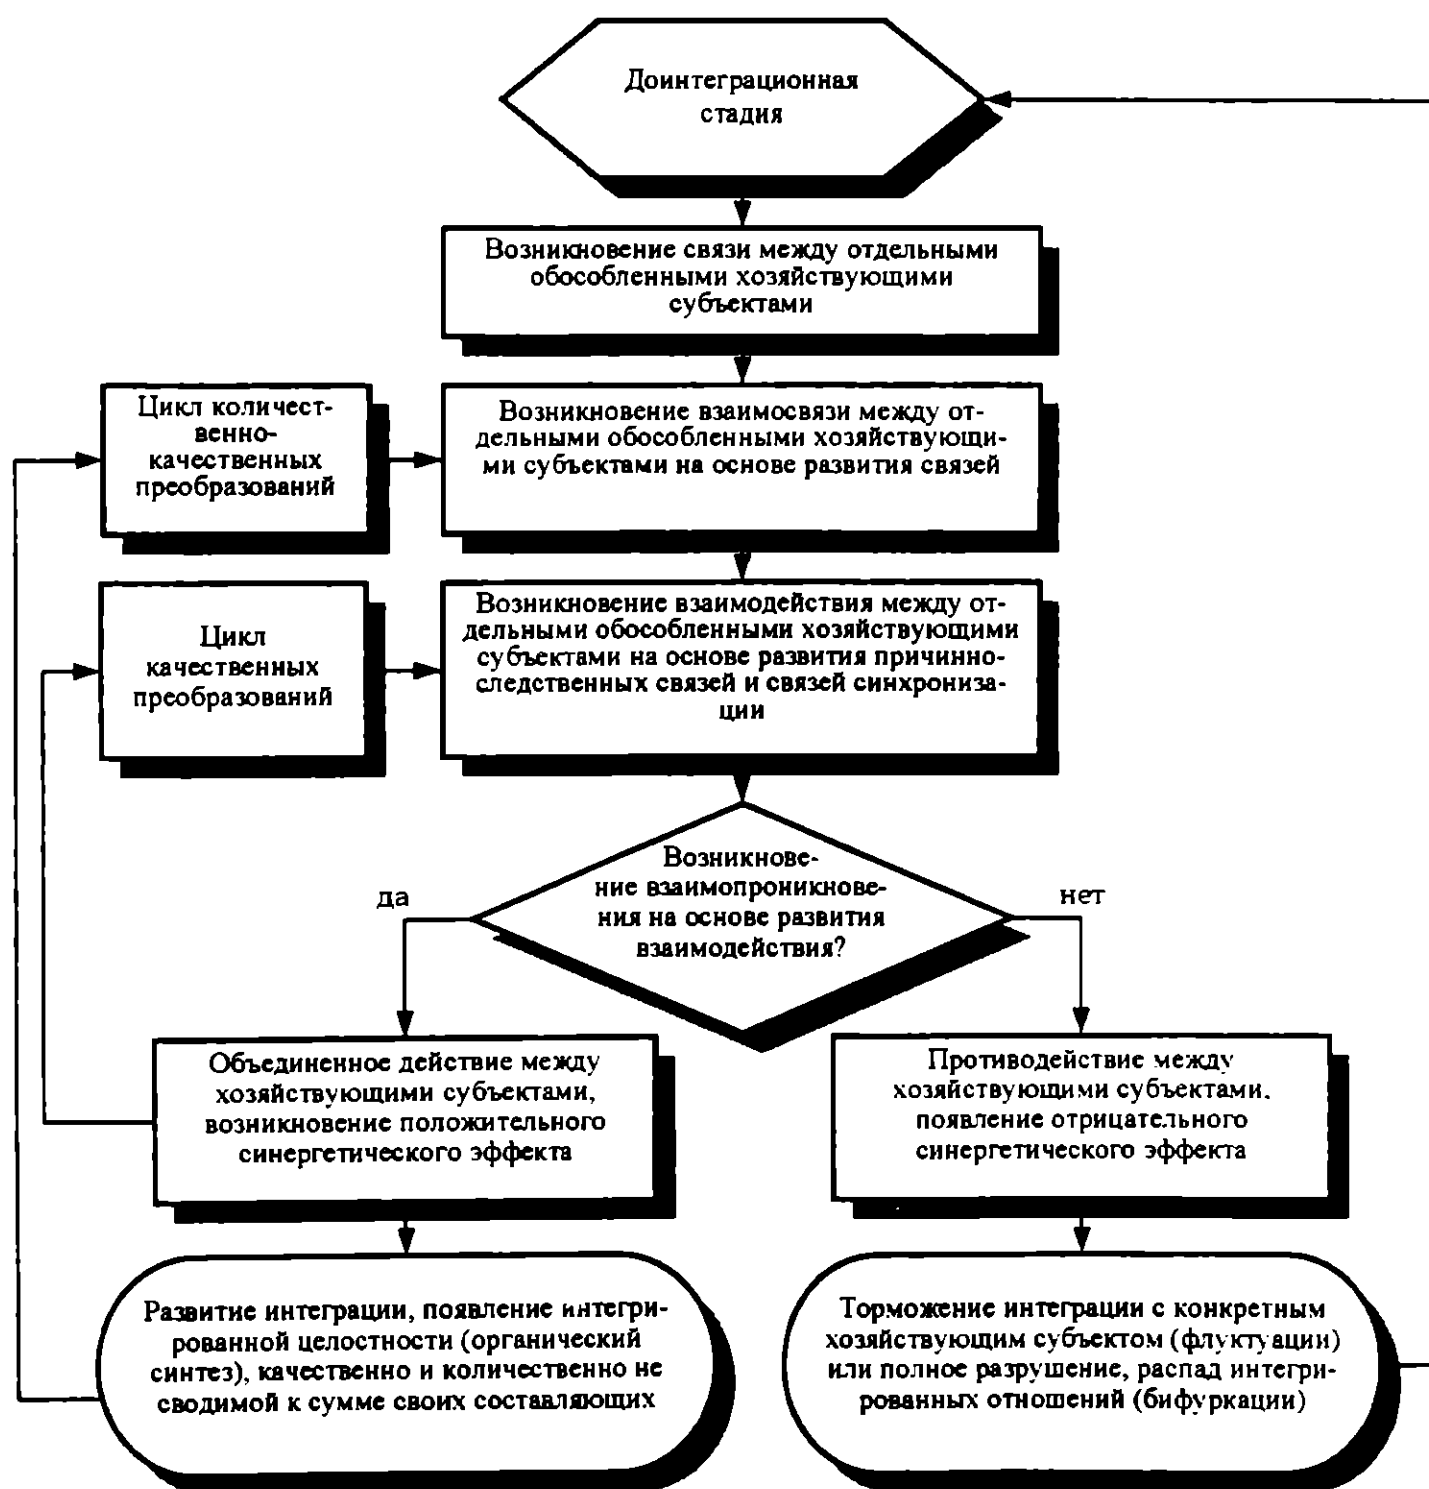 Доинтеграционная
стадия
Возникновение связи между отдельными
обособленными хозяйствующими
субъектами
Цикл количест-
венно-
качественных
преобразований
Возникновение взаимосвязи между от-
дельными обособленными хозяйствующи-
ми субъектами на основе развития связей
Цикл
качественных
преобразований
Возникновение взаимодействия между от-
дельными обособленными хозяйствующими
субъектами на основе развития причинно-
следственных связей и связей синхрониза-
ции
Возникнове-
ние взаимопроникнове-
ния на основе развития
взаимодействия?
да
нет
Объединенное действие между
хозяйствующими субъектами,
возникновение положительного
синергетического эффекта
Противодействие между
хозяйствующими субъектами.
появление отрицательного
синергетического эффекта
Развитие интеграции, появление интегри-
рованной целостности (органический
синтез), качественно и количественно не
сводимой к сумме своих составляющих
Торможение интеграции с конкретным
хозяйствующим субъектом (флуктуации)
или полное разрушение, распад интегри-
рованных отношений (бифуркации)